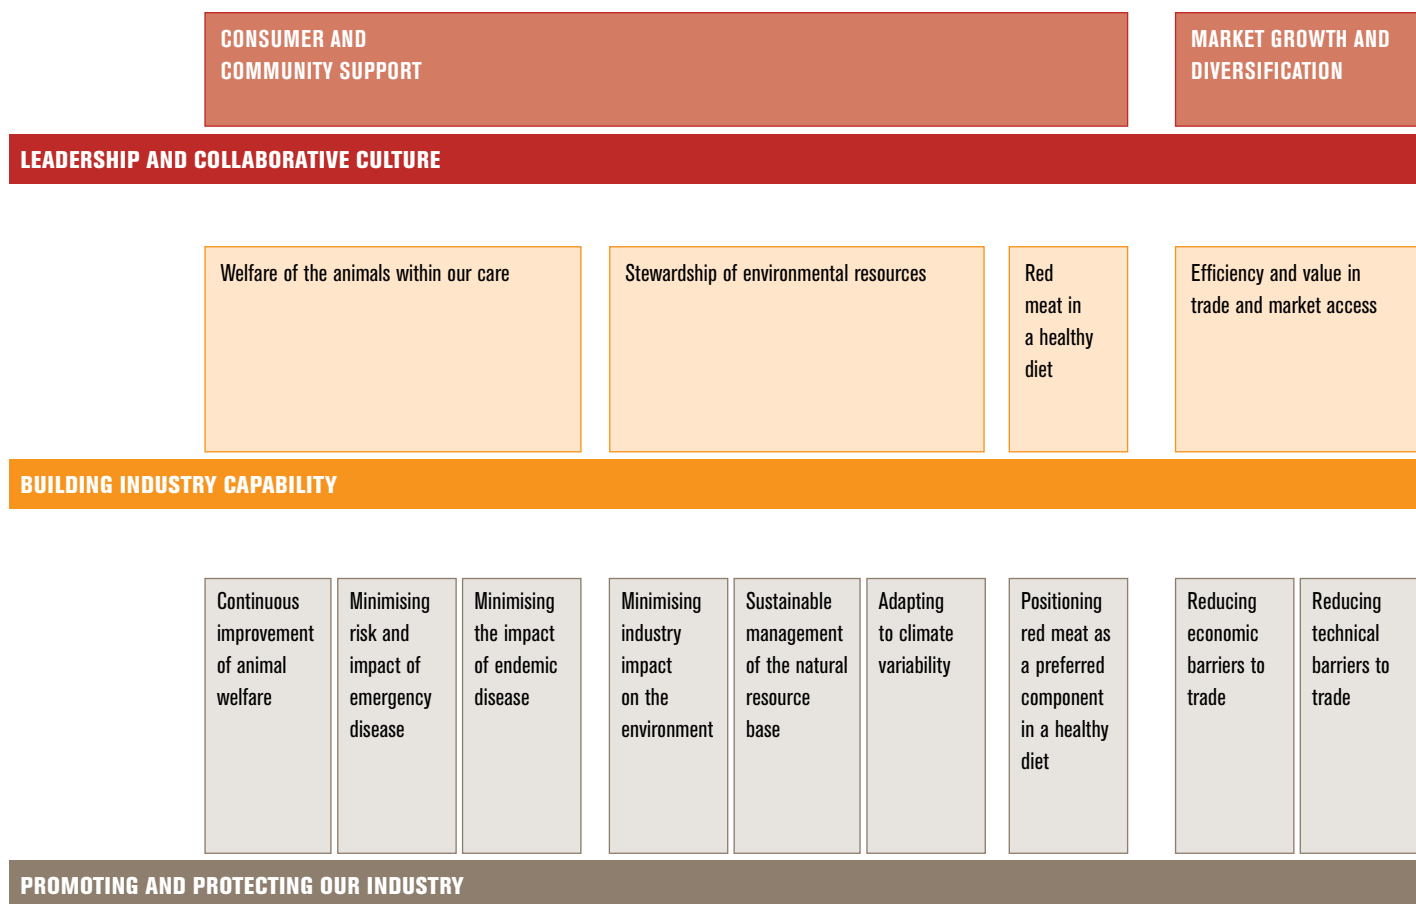 CONSUMER AND
COMMUNITY SUPPORT
MARKET GROWTH AND
DIVERSIFICATION
LEADERSHIP AND COLLABORATIVE CULTURE
Welfare of the animals within our care
Stewardship of environmental resources
Red
meat in
a healthy
diet
Efficiency and value in
trade and market access
BUILDING INDUSTRY CAPABILITY
Continuous
improvement
of animal
welfare
Minimising
risk and
impact of
emergency
disease
Minimising
the impact
of endemic
disease
Minimising
industry
impact
on the
environment
Sustainable
management
of the natural
resource
base
Adapting
to climate
variability
Positioning
red meat as
a preferred
component
in a healthy
diet
Reducing
economic
barriers to
trade
Reducing
technical
barriers to
trade
PROMOTING AND PROTECTING OUR INDUSTRY